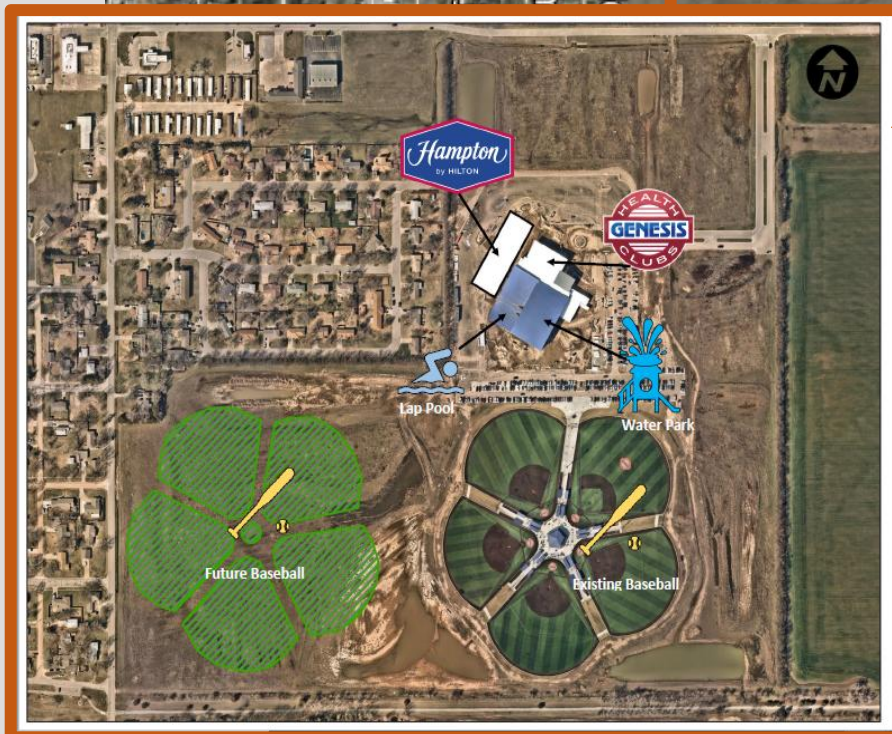 N
Hampton
by HILTON
HEALTH
GENESIS
CLUBS
Lap Pool
Water Park
Future Baseball
Existing Baseball